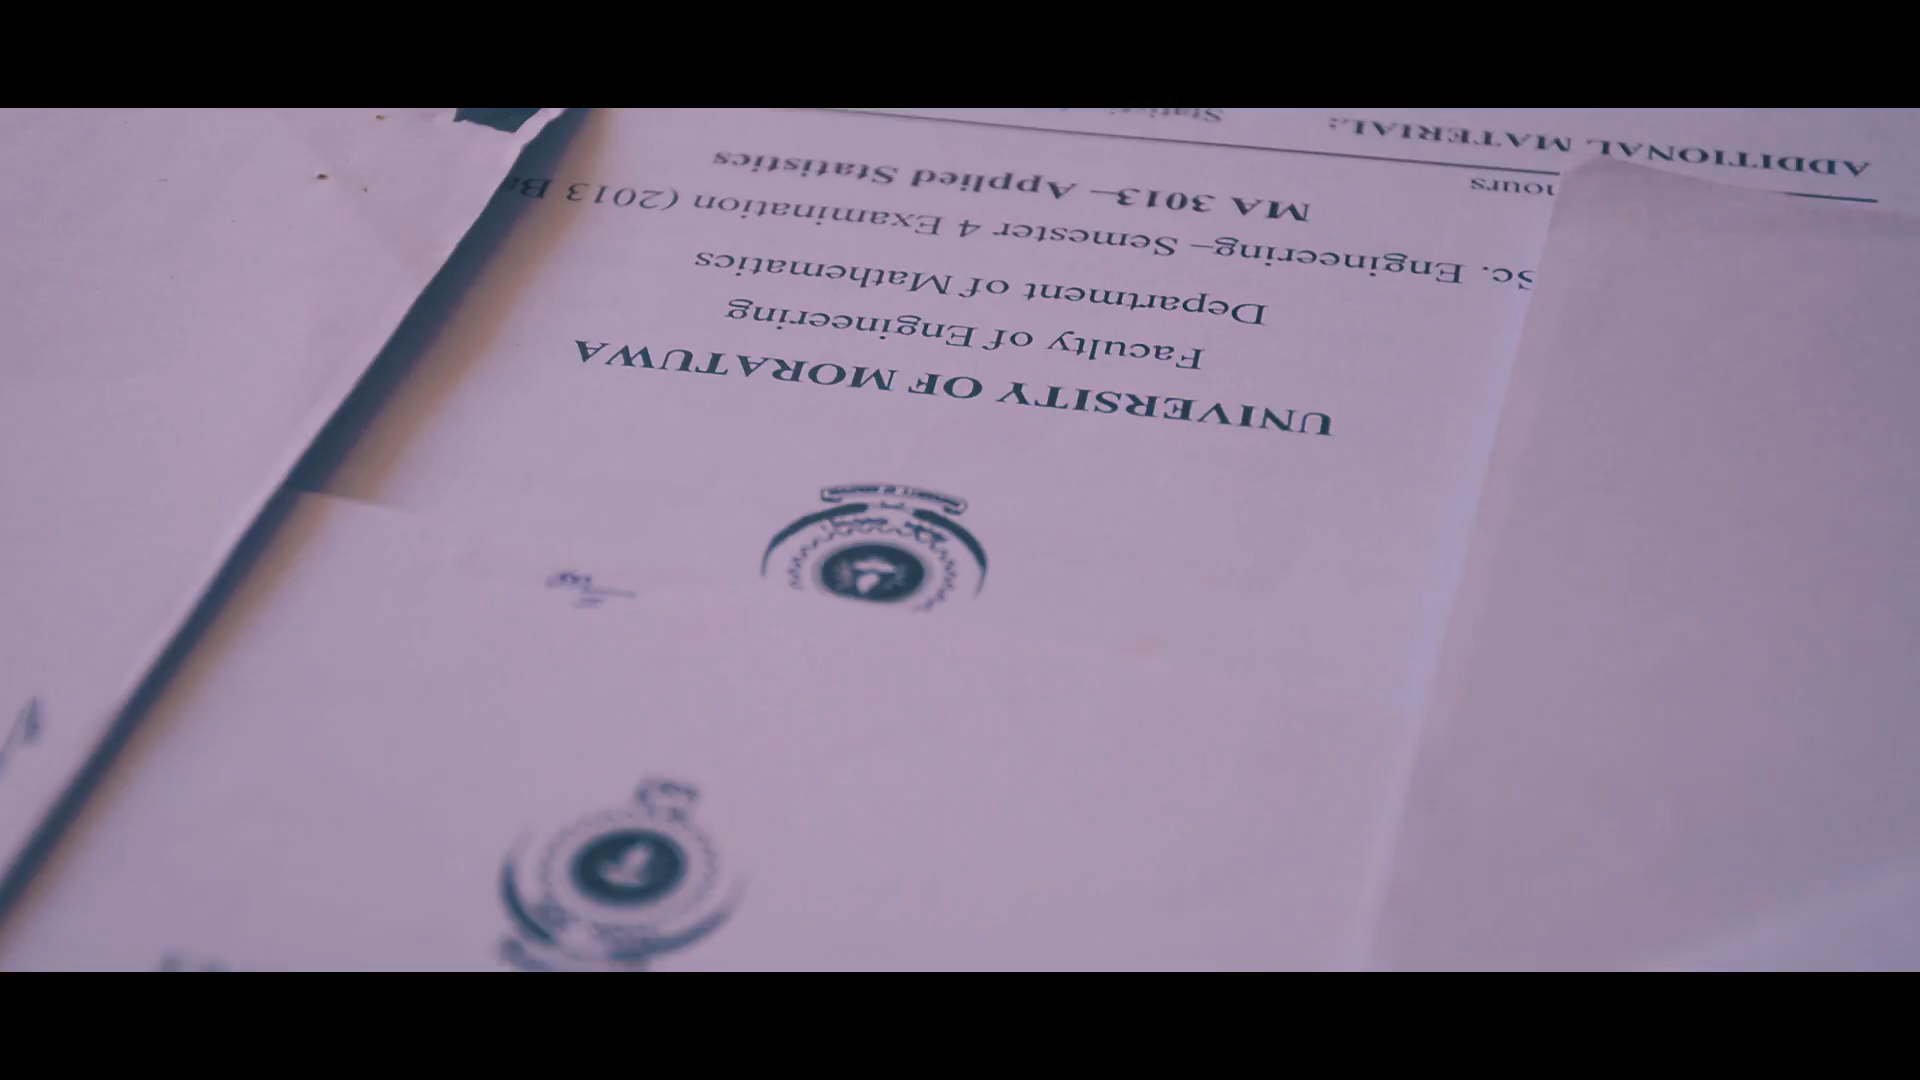 UNIVERSITY OF MORATUWA
Faculty of Engineering
Department of Mathematics
Sc. Engineering– Semester 4 Examination (2013 B
MA 3013– Applied Statistics
hours
ADDITIONAL MATERIAL: